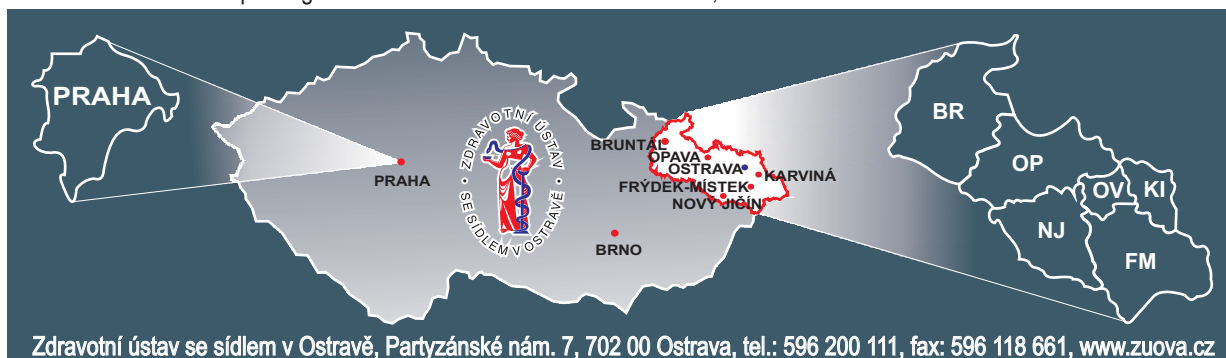 PRAHA
PRAHA
ZDRAVOTNÍ ÚSTAV
SE SÍDLEM V OSTRAVĚ
BRNO
BRUNTÁL
OPAVA
OSTRAVA
KARVINÁ
FRÝDEK-MÍSTEK
NOVÝ JIČÍN
BR
OP
OV
KI
NJ
FM
Zdravotní ústav se sídlem v Ostravě, Partyzánské nám. 7, 702 00 Ostrava, tel.: 596 200 111, fax: 596 118 661, www.zuova.cz